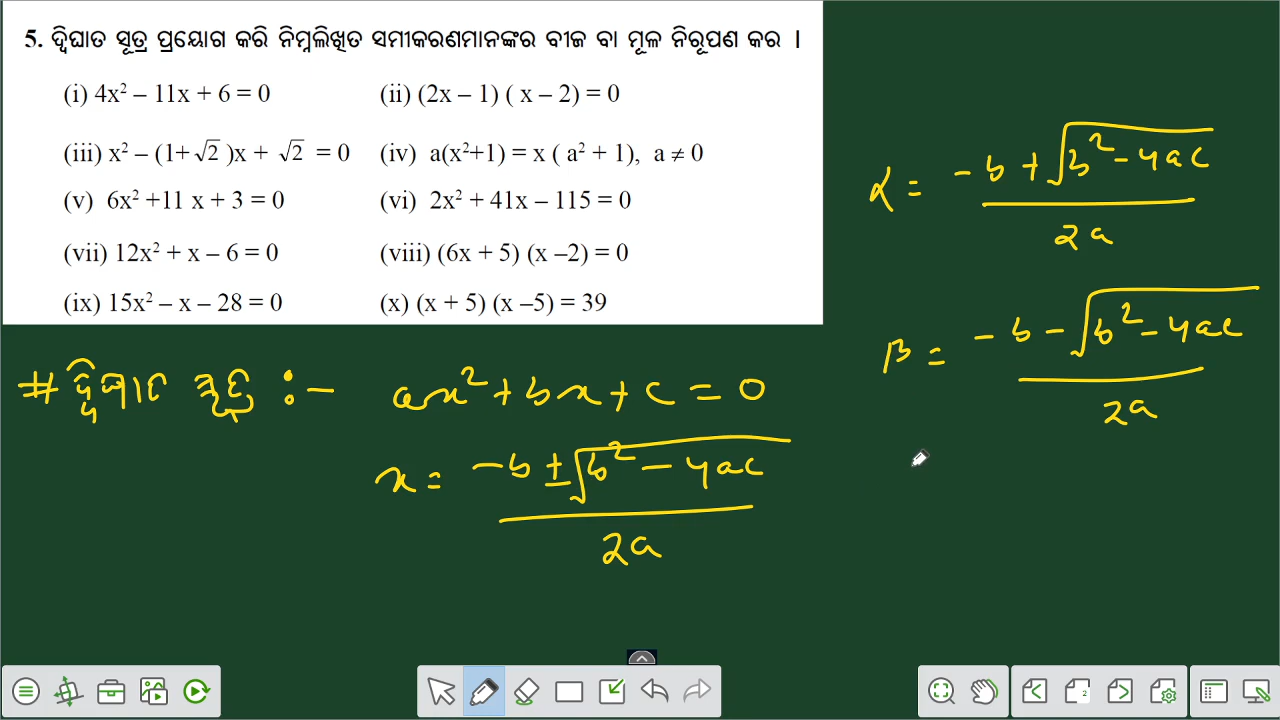 5. ଦ୍ୱିଘାତ ସୂତ୍ର ପ୍ରୟୋଗ କରି ନିମ୍ନଲିଖିତ ସମୀକରଣମାନଙ୍କର ବୀଜ ବା ମୂଳ ନିରୂପଣ କର ।
(i) 4x² – 11x + 6 = 0 (ii) (2x – 1) ( x – 2) = 0
(iii) x² – (1+ √2 )x + √2 = 0 (iv) a(x²+1) = x ( a² + 1), a ≠ 0
(v) 6x² +11 x + 3 = 0 (vi) 2x² + 41x – 115 = 0
(vii) 12x² + x – 6 = 0 (viii) (6x + 5) (x –2) = 0
(ix) 15x² – x – 28 = 0 (x) (x + 5) (x –5) = 39
α = -b + √b² - 4ac
2a
β = -b - √b² - 4ac
2a
# ଦ୍ୱିଘାତ ସୂତ୍ର :- ax² + bx + c = 0
x = -b ± √b² - 4ac
2a
2